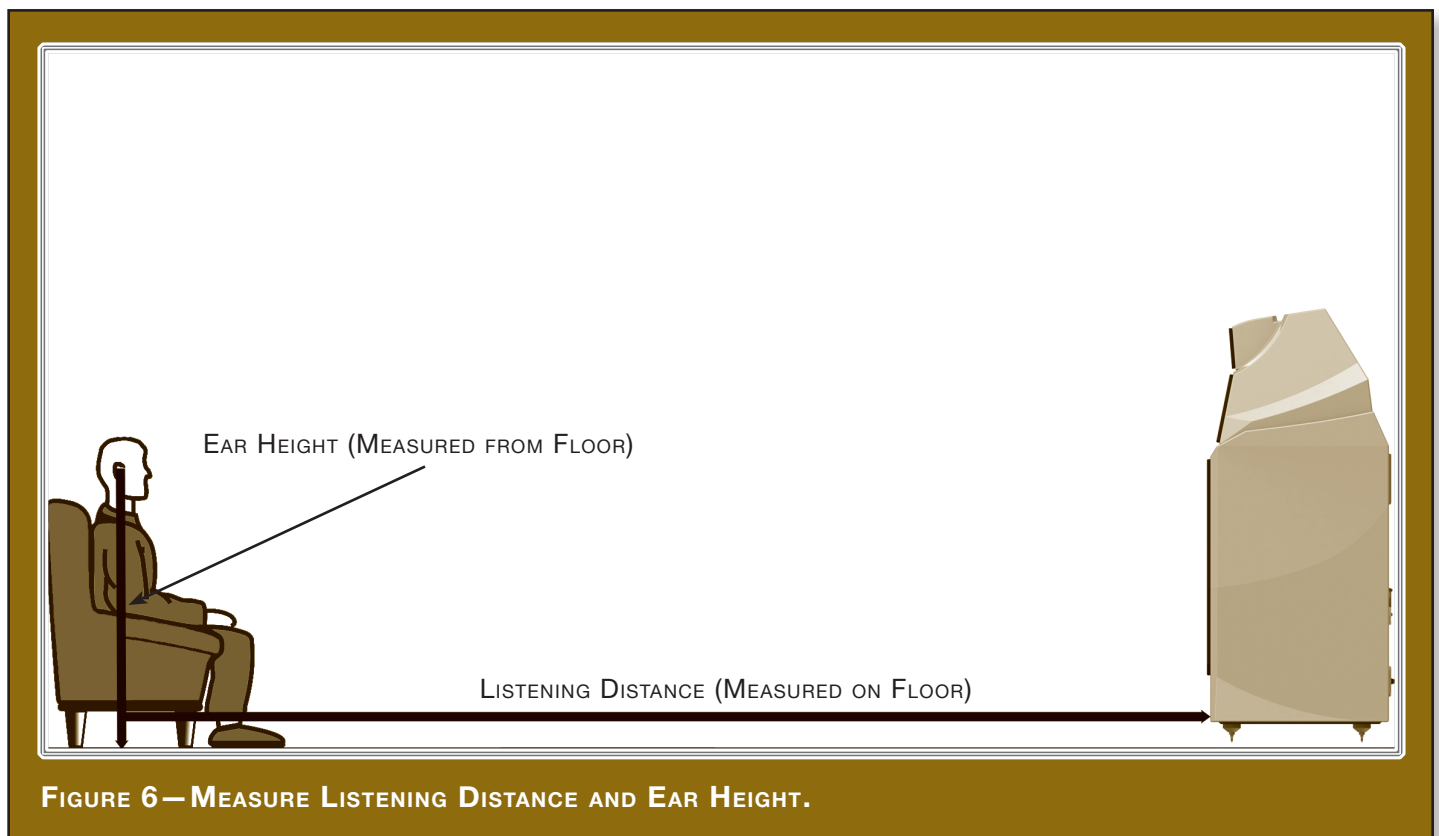 Ear Height (Measured from Floor)
Listening Distance (Measured on Floor)
Figure 6—Measure Listening Distance and Ear Height.